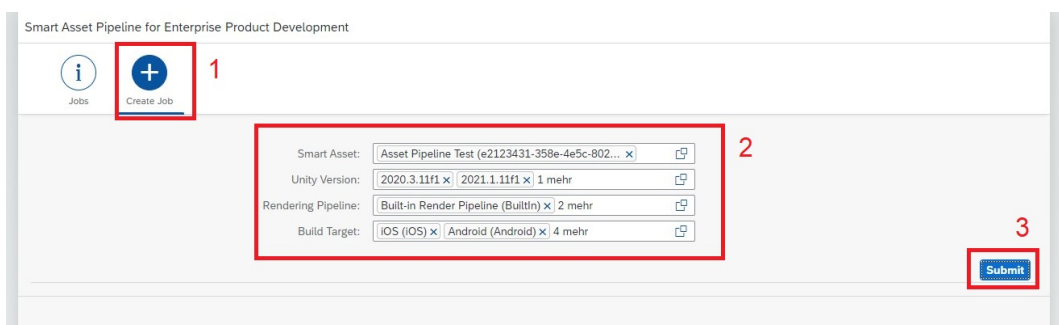 Smart Asset Pipeline for Enterprise Product Development
i
Jobs
Create Job
1
Smart Asset: Asset Pipeline Test (e2123431-358e-4e5c-802... ×
Unity Version: 2020.3.11f1 × 2021.1.11f1 × 1 mehr
Rendering Pipeline: Built-in Render Pipeline (BuiltIn) × 2 mehr
Build Target: iOS (iOS) × Android (Android) × 4 mehr
2
3
Submit